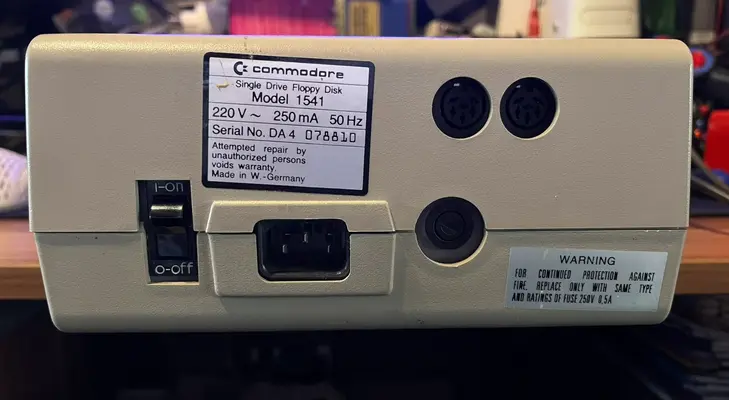 commodore
Single Drive Floppy Disk
Model 1541
220 V ~ 250 mA 50 Hz
Serial No. DA 4 078810
Attempted repair by
unauthorized persons
voids warranty.
Made in W.-Germany
I-on
o-off
WARNING
FOR CONTINUED PROTECTION AGAINST
FINE, REPLACE ONLY WITH SAME TYPE
AND RATINGS OF FUSE 250V 0,5A